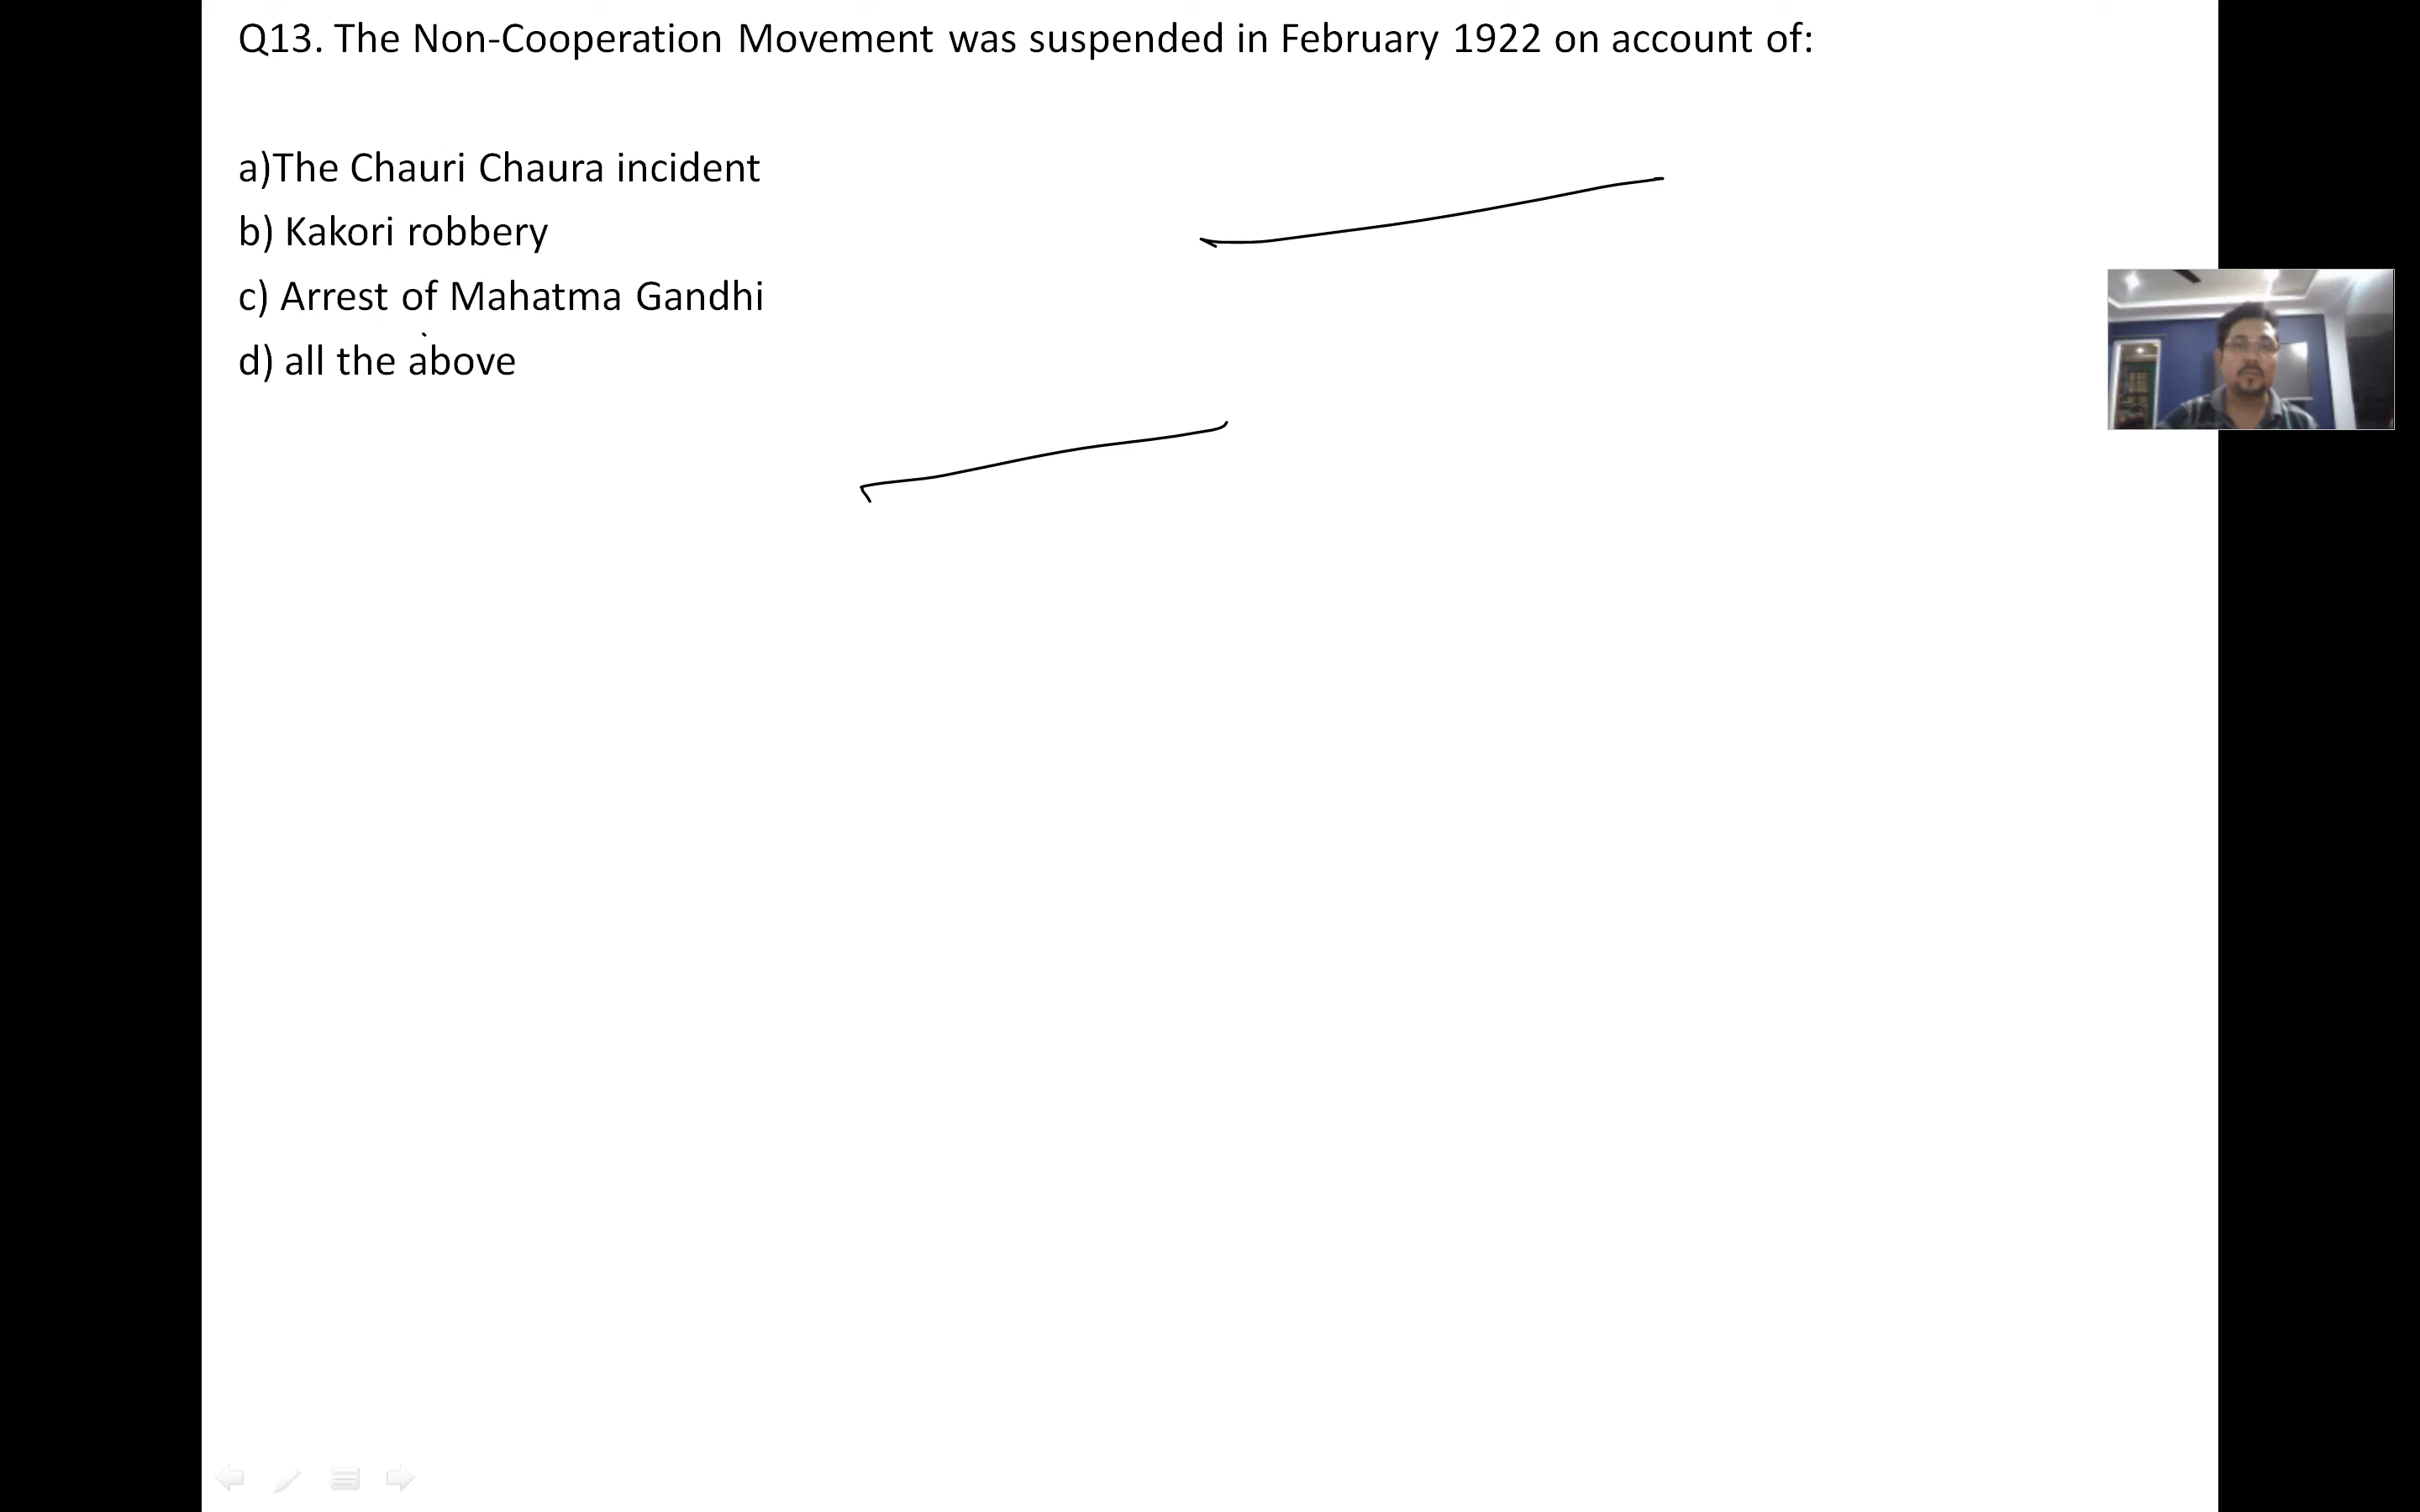 Q13. The Non-Cooperation Movement was suspended in February 1922 on account of:
a)The Chauri Chaura incident
b) Kakori robbery
c) Arrest of Mahatma Gandhi
d) all the above